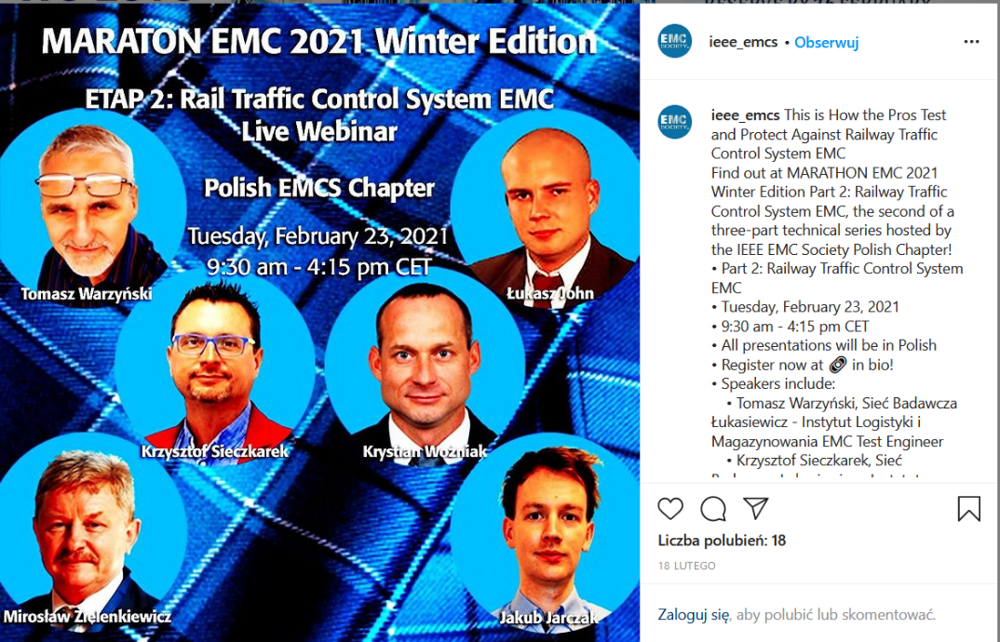 MARATON EMC 2021 Winter Edition
ETAP 2: Rail Traffic Control System EMC
Live Webinar
Polish EMCS Chapter
Tuesday, February 23, 2021
9:30 am - 4:15 pm CET
Tomasz Warzyński
Łukasz John
Krzysztof Sieczkarek
Krystian Woźniak
Mirosław Zielenkiewicz
Jakub Jarczak
EMC
SOCIETY
ieee_emcs • Obserwuj
EMC
SOCIETY
ieee_emcs This is How the Pros Test
and Protect Against Railway Traffic
Control System EMC
Find out at MARATHON EMC 2021
Winter Edition Part 2: Railway Traffic
Control System EMC, the second of a
three-part technical series hosted by
the IEEE EMC Society Polish Chapter!
• Part 2: Railway Traffic Control System
EMC
• Tuesday, February 23, 2021
• 9:30 am - 4:15 pm CET
• All presentations will be in Polish
• Register now at in bio!
• Speakers include:
• Tomasz Warzyński, Sieć Badawcza
Łukasiewicz - Instytut Logistyki i
Magazynowania EMC Test Engineer
• Krzysztof Sieczkarek, Sieć
Liczba polubień: 18
18 LUTEGO
Zaloguj się, aby polubić lub skomentować.